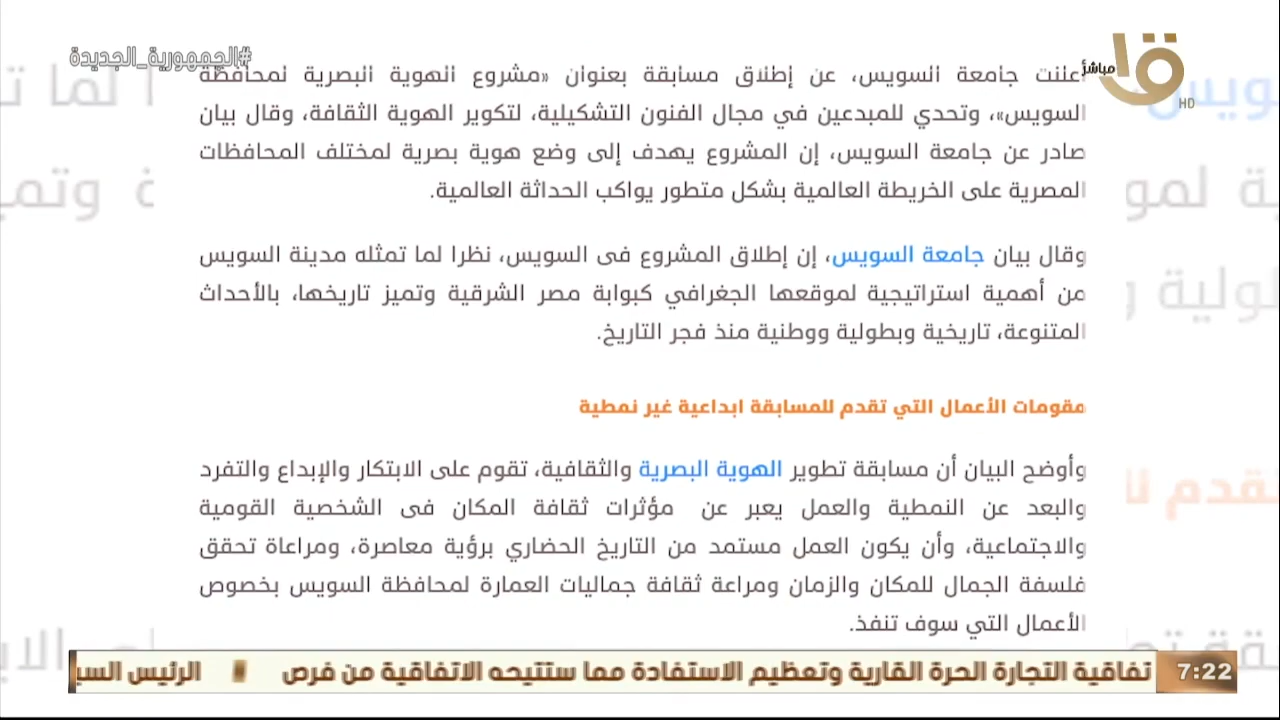 #الجمهورية_الجديدة
مباشر
HD
أعلنت جامعة السويس، عن إطلاق مسابقة بعنوان «مشروع الهوية البصرية لمحافظة
السويس»، وتحدي للمبدعين في مجال الفنون التشكيلية، لتكوير الهوية الثقافة، وقال بيان
صادر عن جامعة السويس، إن المشروع يهدف إلى وضع هوية بصرية لمختلف المحافظات
المصرية على الخريطة العالمية بشكل متطور يواكب الحداثة العالمية.
وقال بيان جامعة السويس، إن إطلاق المشروع فى السويس، نظرا لما تمثله مدينة السويس
من أهمية استراتيجية لموقعها الجغرافي كبوابة مصر الشرقية وتميز تاريخها، بالأحداث
المتنوعة، تاريخية وبطولية ووطنية منذ فجر التاريخ.
مقومات الأعمال التي تقدم للمسابقة ابداعية غير نمطية
وأوضح البيان أن مسابقة تطوير الهوية البصرية والثقافية، تقوم على الابتكار والإبداع والتفرد
والبعد عن النمطية والعمل يعبر عن مؤثرات ثقافة المكان فى الشخصية القومية
والاجتماعية، وأن يكون العمل مستمد من التاريخ الحضاري برؤية معاصرة، ومراعاة تحقق
فلسفة الجمال للمكان والزمان ومراعة ثقافة جماليات العمارة لمحافظة السويس بخصوص
الأعمال التي سوف تنفذ.
7:22 تفاقية التجارة الحرة القارية وتعظيم الاستفادة مما ستتيحه الاتفاقية من فرص الرئيس